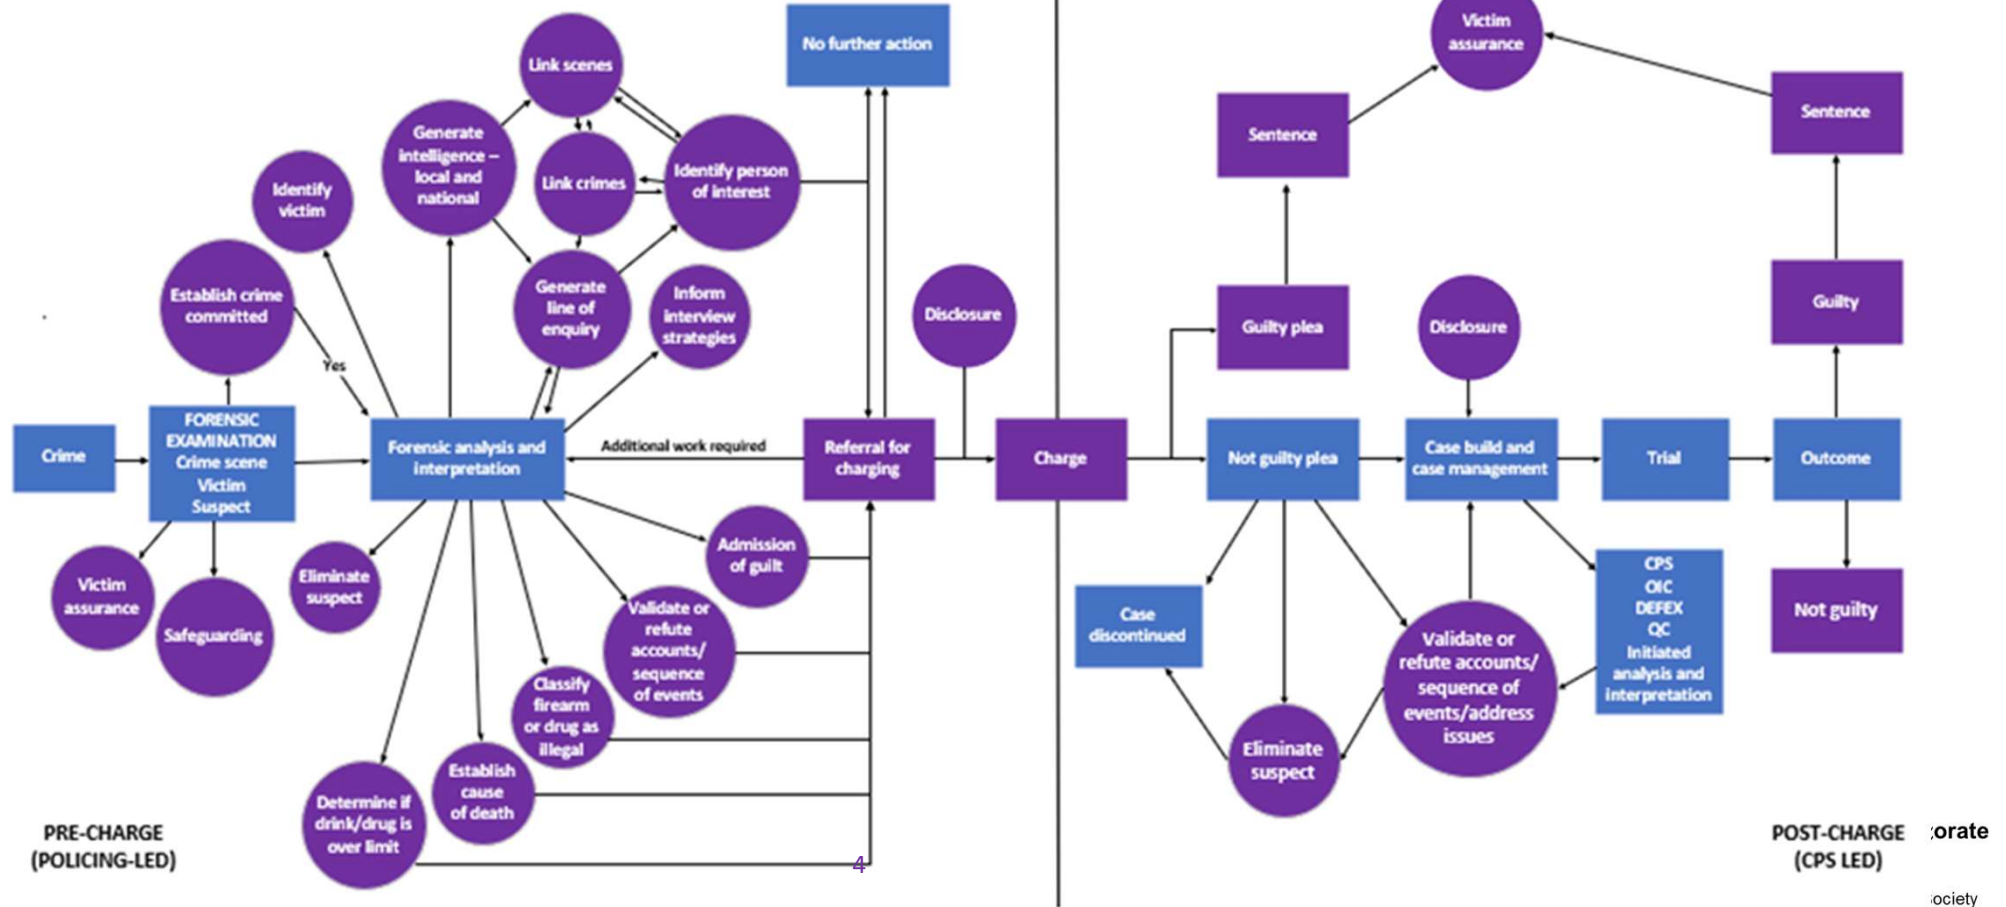 No further action
Link scenes
Generate
intelligence –
local and
national
Link crimes
Identify person
of interest
Identify
victim
Establish crime
committed
Yes
Generate
line of
enquiry
Inform
interview
strategies
Disclosure
Crime
FORENSIC
EXAMINATION
Crime scene
Victim
Suspect
Forensic analysis and
interpretation
Additional work required
Referral for
charging
Charge
Victim
assurance
Safeguarding
Eliminate
suspect
Admission
of guilt
Validate or
refute
accounts/
sequence
of events
Classify
firearm
or drug as
illegal
Establish
cause
of death
Determine if
drink/drug is
over limit
PRE-CHARGE
(POLICING-LED)
4
Victim
assurance
Sentence
Sentence
Guilty plea
Disclosure
Guilty
Not guilty plea
Case build and
case management
Trial
Outcome
Case
discontinued
Eliminate
suspect
Validate or
refute accounts/
sequence of
events/address
issues
CPS
OIC
DEFEX
QC
Initiated
analysis and
interpretation
Not guilty
POST-CHARGE
(CPS LED)
orate
ociety